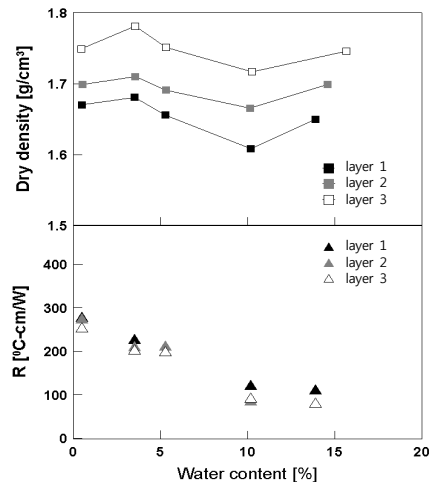 1.8
1.7
1.6
1.5
Dry density [g/cm³]
layer 1
layer 2
layer 3
layer 1
layer 2
layer 3
400
300
200
100
0
R [⁰C-cm/W]
0
5
10
15
20
Water content [%]